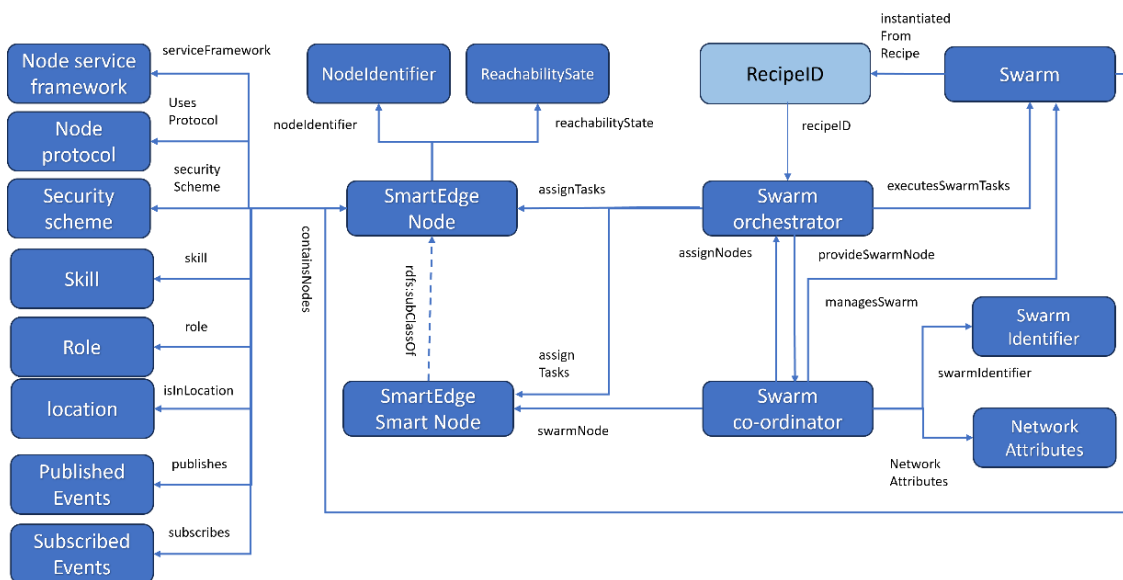 serviceFramework
Node service
framework
Uses
Protocol
Node
protocol
security
Scheme
Security
scheme
skill
Skill
role
Role
isInLocation
location
publishes
Published
Events
subscribes
Subscribed
Events
NodeIdentifier
ReachabilitySate
nodeIdentifier
reachabilityState
SmartEdge
Node
containsNodes
rdfs:subClassOf
SmartEdge
Smart Node
assignTasks
assign
Tasks
swarmNode
RecipeID
recipeID
instantiated
From
Recipe
Swarm
Swarm
orchestrator
executesSwarmTasks
assignNodes
provideSwarmNode
managesSwarm
Swarm
co-ordinator
Swarm
Identifier
swarmIdentifier
Network
Attributes
Network
Attributes